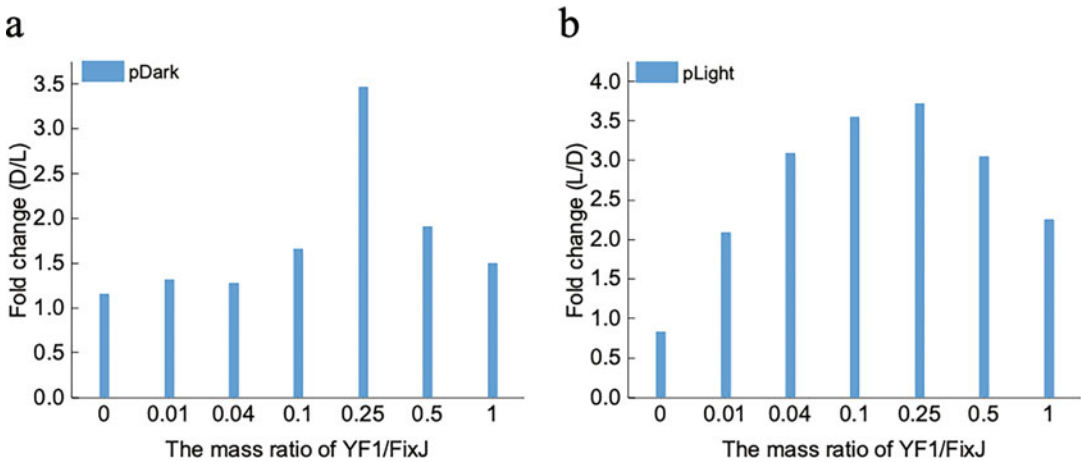 a
pDark
Fold change (D/L)
3.5
3.0
2.5
2.0
1.5
1.0
0.5
0.0
0 0.01 0.04 0.1 0.25 0.5 1
The mass ratio of YF1/FixJ
b
pLight
Fold change (L/D)
4.0
3.5
3.0
2.5
2.0
1.5
1.0
0.5
0.0
0 0.01 0.04 0.1 0.25 0.5 1
The mass ratio of YF1/FixJ